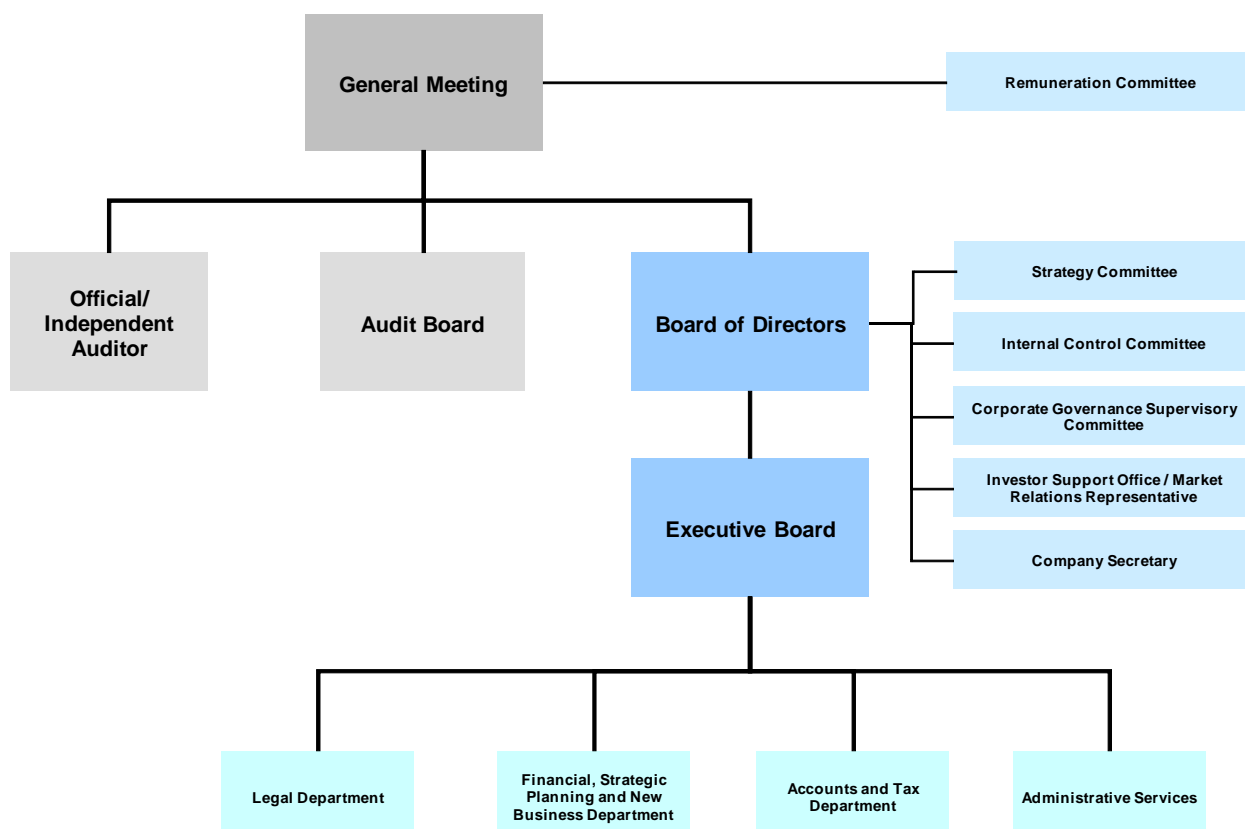 General Meeting
Remuneration Committee
Official/
Independent
Auditor
Audit Board
Board of Directors
Strategy Committee
Internal Control Committee
Corporate Governance Supervisory
Committee
Investor Support Office / Market
Relations Representative
Company Secretary
Executive Board
Legal Department
Financial, Strategic
Planning and New
Business Department
Accounts and Tax
Department
Administrative Services